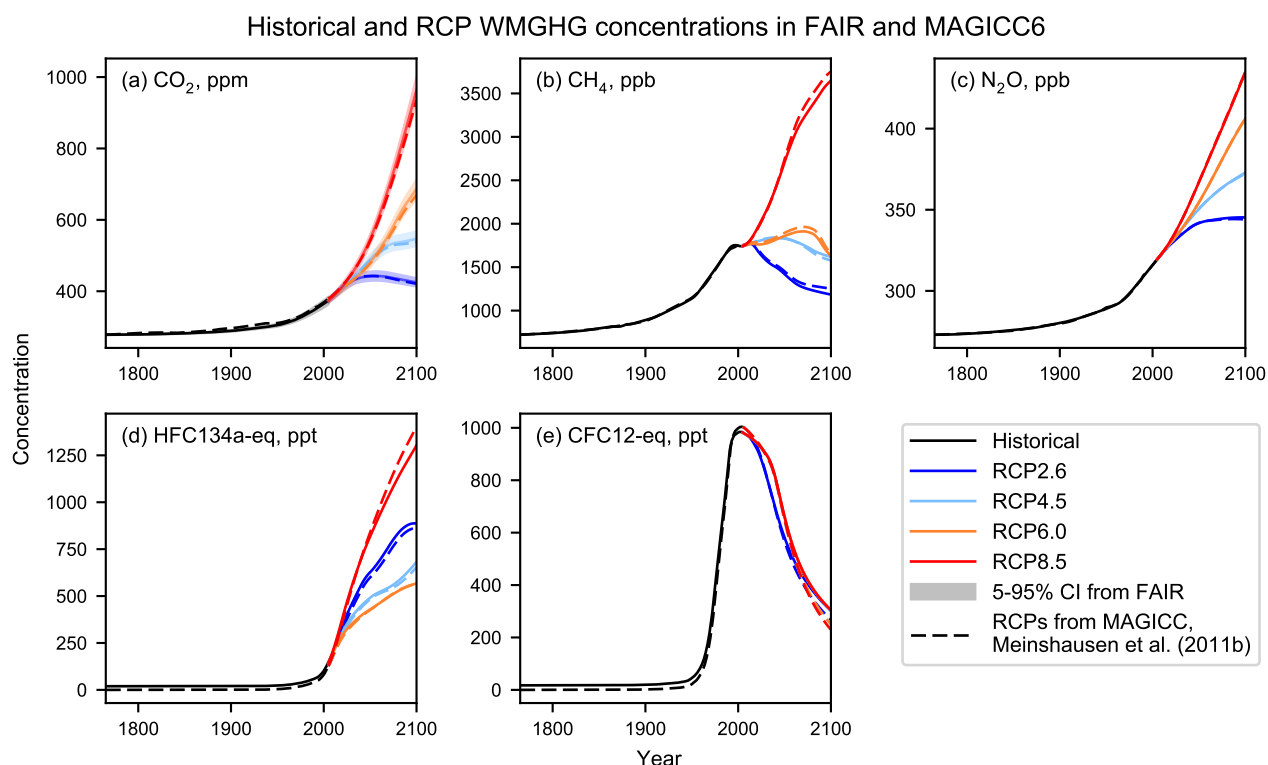 Historical and RCP WMGHG concentrations in FAIR and MAGICC6
(a) CO₂, ppm
1000
800
600
400
1800 1900 2000 2100
(b) CH₄, ppb
3500
3000
2500
2000
1500
1000
1800 1900 2000 2100
(c) N₂O, ppb
400
350
300
1800 1900 2000 2100
Concentration
(d) HFC134a-eq, ppt
1250
1000
750
500
250
0
1800 1900 2000 2100
(e) CFC12-eq, ppt
1000
800
600
400
200
0
1800 1900 2000 2100
Year
Historical
RCP2.6
RCP4.5
RCP6.0
RCP8.5
5-95% CI from FAIR
RCPs from MAGICC,
Meinshausen et al. (2011b)